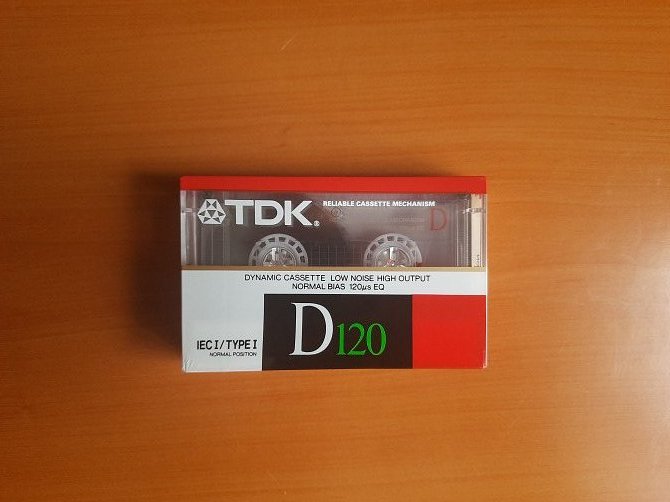 TDK®
RELIABLE CASSETTE MECHANISM
D
DYNAMIC CASSETTE LOW NOISE HIGH OUTPUT
NORMAL BIAS 120µs EQ
IEC I / TYPE I
NORMAL POSITION
D120